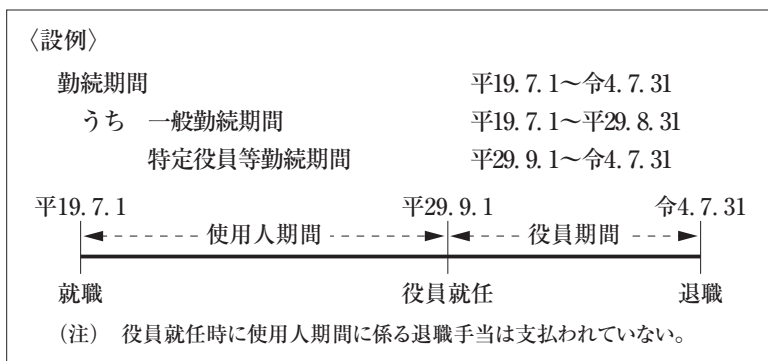 〈設例〉
勤続期間 平19.7.1～令4.7.31
うち 一般勤続期間 平19.7.1～平29.8.31
特定役員等勤続期間 平29.9.1～令4.7.31
平19.7.1 平29.9.1 令4.7.31
使用人期間 役員期間
就職 役員就任 退職
(注) 役員就任時に使用人期間に係る退職手当は支払われていない。